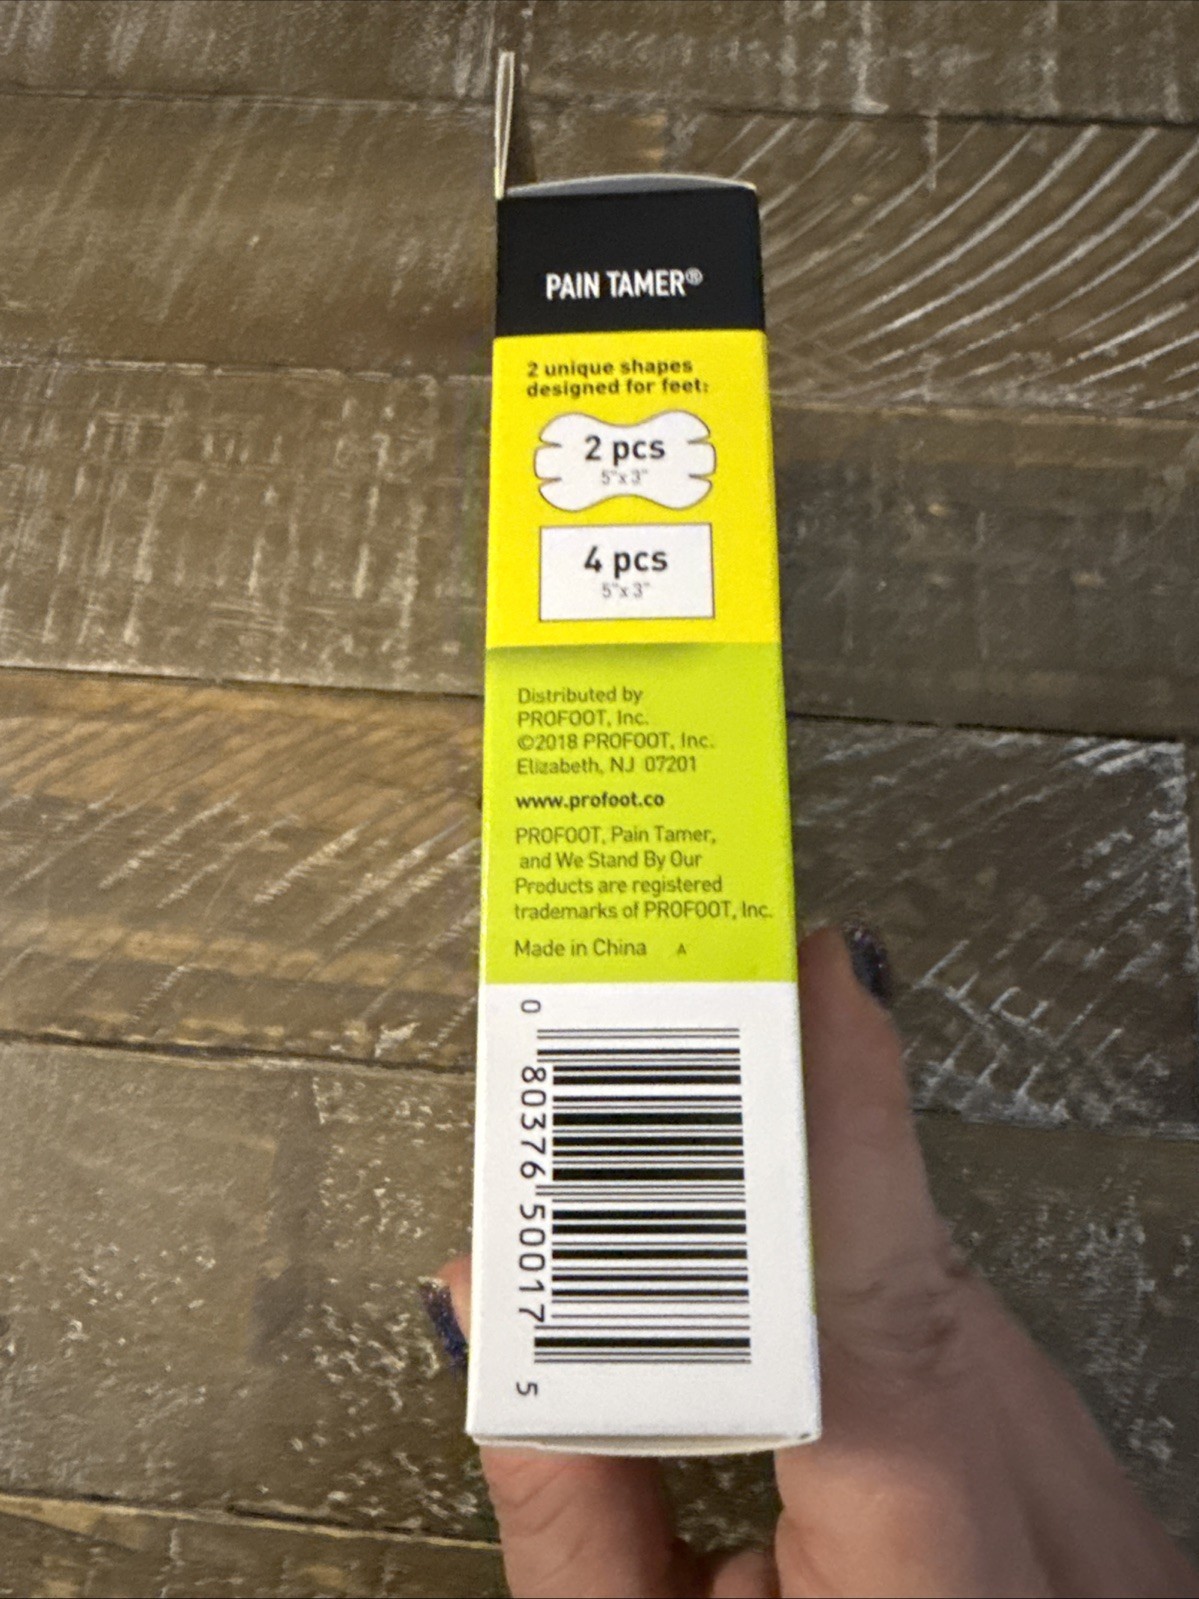 PAIN TAMER®
2 unique shapes
designed for feet:
2 pcs
5"x 3"
4 pcs
5"x 3"
Distributed by
PROFOOT, Inc.
©2018 PROFOOT, Inc.
Elizabeth, NJ 07201
www.profoot.co
PROFOOT, Pain Tamer,
and We Stand By Our
Products are registered
trademarks of PROFOOT, Inc.
Made in China A
0 80376 50017 5